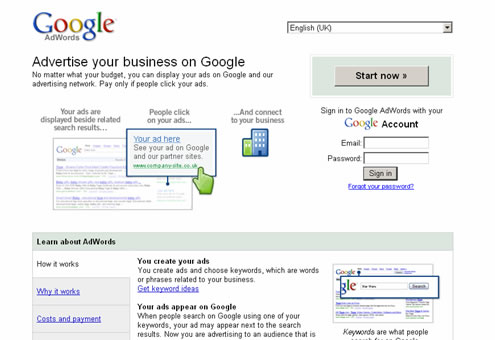 Google
AdWords
English (UK)
Advertise your business on Google
No matter what your budget, you can display your ads on Google and our
advertising network. Pay only if people click your ads.
Start now »
Your ads are
displayed beside related
search results...
People click
on your ads...
...And connect
to your business
Google
Your ad here
See your ad on Google
and our partner sites.
www.company-site.co.uk
Sign in to Google AdWords with your
Google Account
Email:
Password:
Sign in
Forgot your password?
Learn about AdWords
How it works
Why it works
Costs and payment
You create your ads
You create ads and choose keywords, which are words
or phrases related to your business.
Get keyword ideas
Your ads appear on Google
When people search on Google using one of your
keywords, your ad may appear next to the search
results. Now you are advertising to an audience that is
Google
gle
Search
Keywords are what people
search for on Google